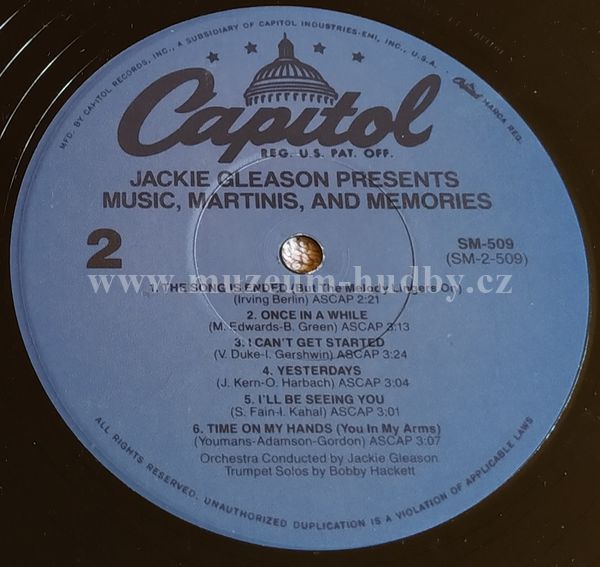 MFD. BY CAPITOL RECORDS, INC., A SUBSIDIARY OF CAPITOL INDUSTRIES-EMI, INC., U.S.A.
Capitol MARCA REG.
Capitol
REG. U.S. PAT. OFF.
JACKIE GLEASON PRESENTS
MUSIC, MARTINIS, AND MEMORIES
2
SM-509
(SM-2-509)
www.muzeum-hudby.cz
1. THE SONG IS ENDED (But The Melody Lingers On)
(Irving Berlin) ASCAP 2:21
2. ONCE IN A WHILE
(M. Edwards-B. Green) ASCAP 3:13
3. I CAN'T GET STARTED
(V. Duke-I. Gershwin) ASCAP 3:24
4. YESTERDAYS
(J. Kern-O. Harbach) ASCAP 3:04
5. I'LL BE SEEING YOU
(S. Fain-I. Kahal) ASCAP 3:01
6. TIME ON MY HANDS (You In My Arms)
(Youmans-Adamson-Gordon) ASCAP 3:07
Orchestra Conducted by Jackie Gleason
Trumpet Solos by Bobby Hackett
ALL RIGHTS RESERVED. UNAUTHORIZED DUPLICATION IS A VIOLATION OF APPLICABLE LAWS